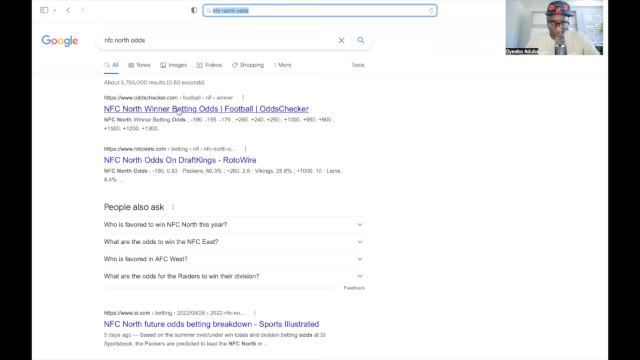 nfc north odds
Google
nfc north odds
All News Images Videos Shopping More Tools
About 5,750,000 results (0.50 seconds)
https://www.oddschecker.com › football › nfl › winner
NFC North Winner Betting Odds | Football | OddsChecker
NFC North Winner Betting Odds ; -190, -155, -170 ; +260, +240, +250 ; +1000, +950, +900 ;
+1500, +1200, +1300.
https://www.rotowire.com › betting › nfl › nfc-north-o...
NFC North Odds On DraftKings - RotoWire
NFC North Odds ; -190, 0.53 · Packers, 60.3% ; +260, 2.6 · Vikings, 25.6% ; +1000, 10 · Lions
8.4% ...
People also ask
Who is favored to win NFC North this year?
What are the odds to win the NFC East?
Who is favored in AFC West?
What are the odds for the Raiders to win their division?
Feedback
https://www.si.com › betting › 2022/08/26 › 2022-nfc-no...
NFC North future odds betting breakdown - Sports Illustrated
5 days ago — Based on the summer over/under win totals and division betting odds at SI
Sportsbook, the Packers are predicted to lead the NFC North in ...